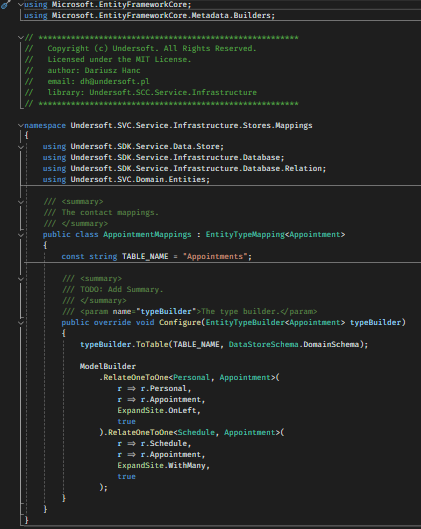 using Microsoft.EntityFrameworkCore;
using Microsoft.EntityFrameworkCore.Metadata.Builders;
// *********************************************************
//   Copyright (c) Undersoft. All Rights Reserved.
//   Licensed under the MIT License.
//   author: Dariusz Hanc
//   email: dh@undersoft.pl
//   library: Undersoft.SCC.Service.Infrastructure
// *********************************************************
namespace Undersoft.SVC.Service.Infrastructure.Stores.Mappings
{
    using Undersoft.SDK.Service.Data.Store;
    using Undersoft.SDK.Service.Infrastructure.Database;
    using Undersoft.SDK.Service.Infrastructure.Database.Relation;
    using Undersoft.SVC.Domain.Entities;
    /// <summary>
    /// The contact mappings.
    /// </summary>
    public class AppointmentMappings : EntityTypeMapping<Appointment>
    {
        const string TABLE_NAME = "Appointments";
        /// <summary>
        /// TODO: Add Summary.
        /// </summary>
        /// <param name="typeBuilder">The type builder.</param>
        public override void Configure(EntityTypeBuilder<Appointment> typeBuilder)
        {
            typeBuilder.ToTable(TABLE_NAME, DataStoreSchema.DomainSchema);
            ModelBuilder
                .RelateOneToOne<Personal, Appointment>(
                    r => r.Personal,
                    r => r.Appointment,
                    ExpandSite.OnLeft,
                    true
                ).RelateOneToOne<Schedule, Appointment>(
                    r => r.Schedule,
                    r => r.Appointment,
                    ExpandSite.WithMany,
                    true
                );
        }
    }
}